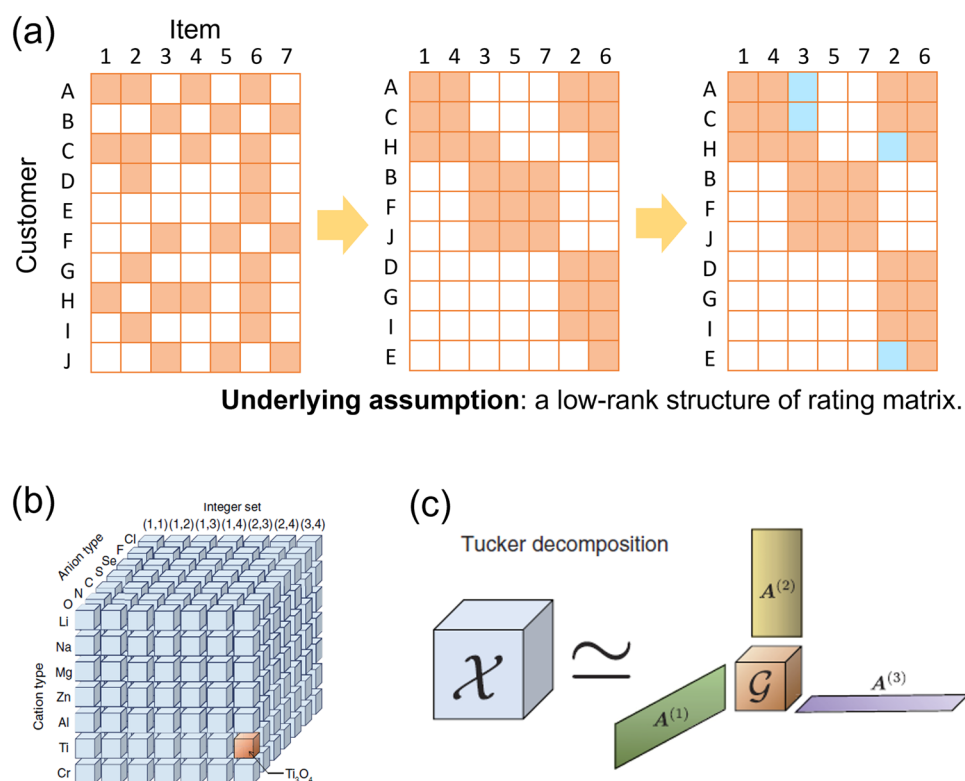 (a)
Item
1 2 3 4 5 6 7
1 4 3 5 7 2 6
1 4 3 5 7 2 6
Customer
A
B
C
D
E
F
G
H
I
J
A
C
H
B
F
J
D
G
I
E
A
C
H
B
F
J
D
G
I
E
Underlying assumption: a low-rank structure of rating matrix.
(b)
Integer set
(1,1) (1,2) (1,3) (1,4) (2,3) (2,4) (3,4)
Anion type
Cl
F
Se
S
C
N
O
Cation type
Li
Na
Mg
Zn
Al
Ti
Cr
Ti₃O₄
(c)
Tucker decomposition
𝒳 ≃
𝒢
A⁽¹⁾
A⁽²⁾
A⁽³⁾